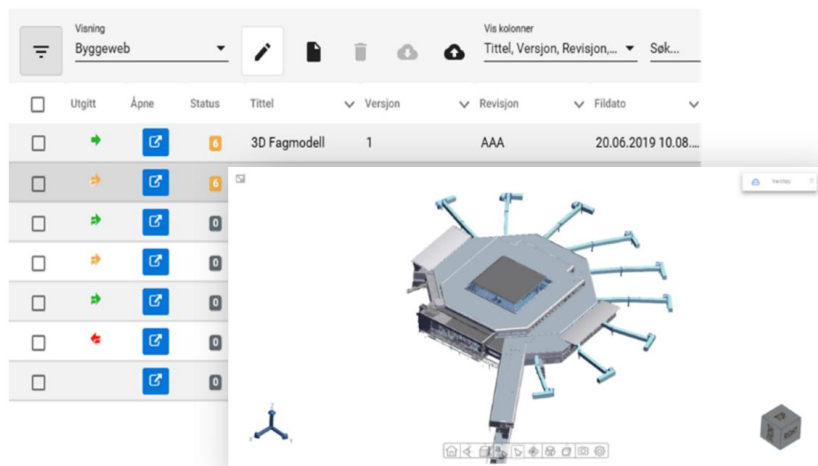 Visning
Byggeweb
Vis kolonner
Tittel, Versjon, Revisjon,...
Søk...
Utgitt Åpne Status Tittel Versjon Revisjon Fildato
6 3D Fagmodell 1 AAA 20.06.2019 10.08....
6
0
0
0
0
0
Verktøy